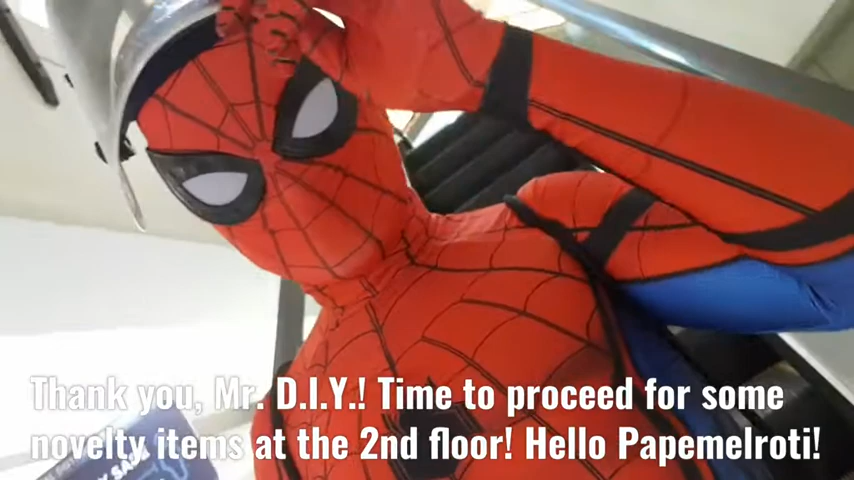 Thank you, Mr. D.I.Y.! Time to proceed for some
novelty items at the 2nd floor! Hello Papemelroti!